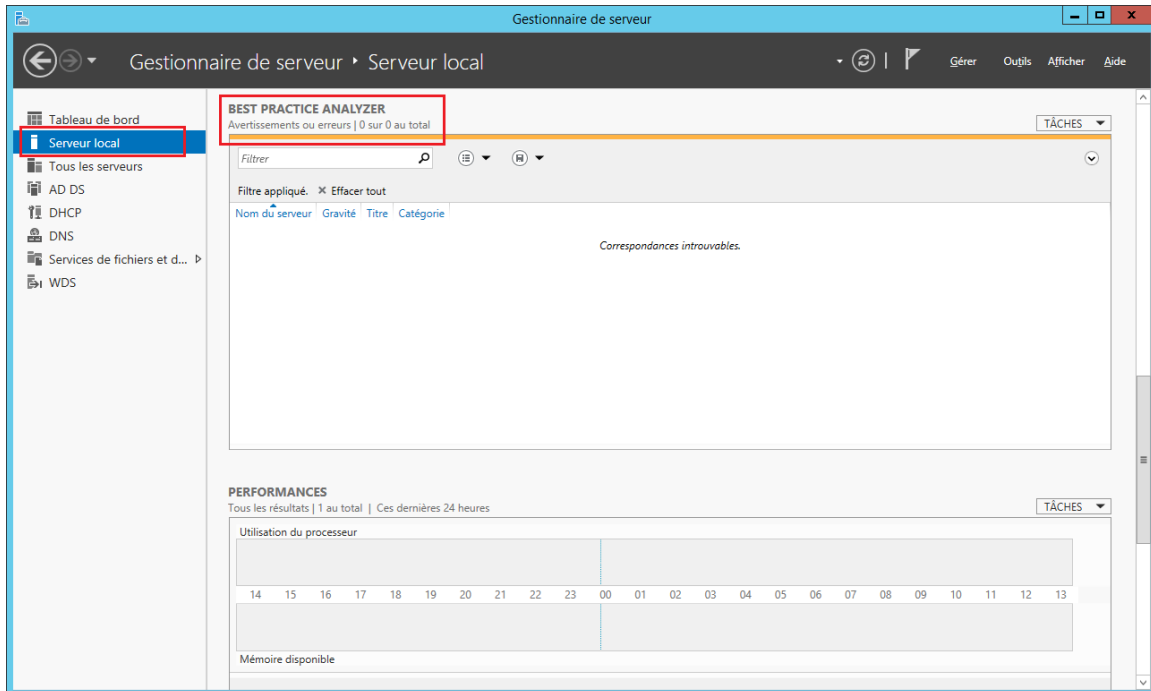 Gestionnaire de serveur
Gestionnaire de serveur ‣ Serveur local
Gérer Outils Afficher Aide
Tableau de bord
Serveur local
Tous les serveurs
AD DS
DHCP
DNS
Services de fichiers et d...
WDS
BEST PRACTICE ANALYZER
Avertissements ou erreurs | 0 sur 0 au total
TÂCHES
Filtrer
Filtre appliqué. ✕ Effacer tout
Nom du serveur Gravité Titre Catégorie
Correspondances introuvables.
PERFORMANCES
Tous les résultats | 1 au total | Ces dernières 24 heures
TÂCHES
Utilisation du processeur
14 15 16 17 18 19 20 21 22 23 00 01 02 03 04 05 06 07 08 09 10 11 12 13
Mémoire disponible